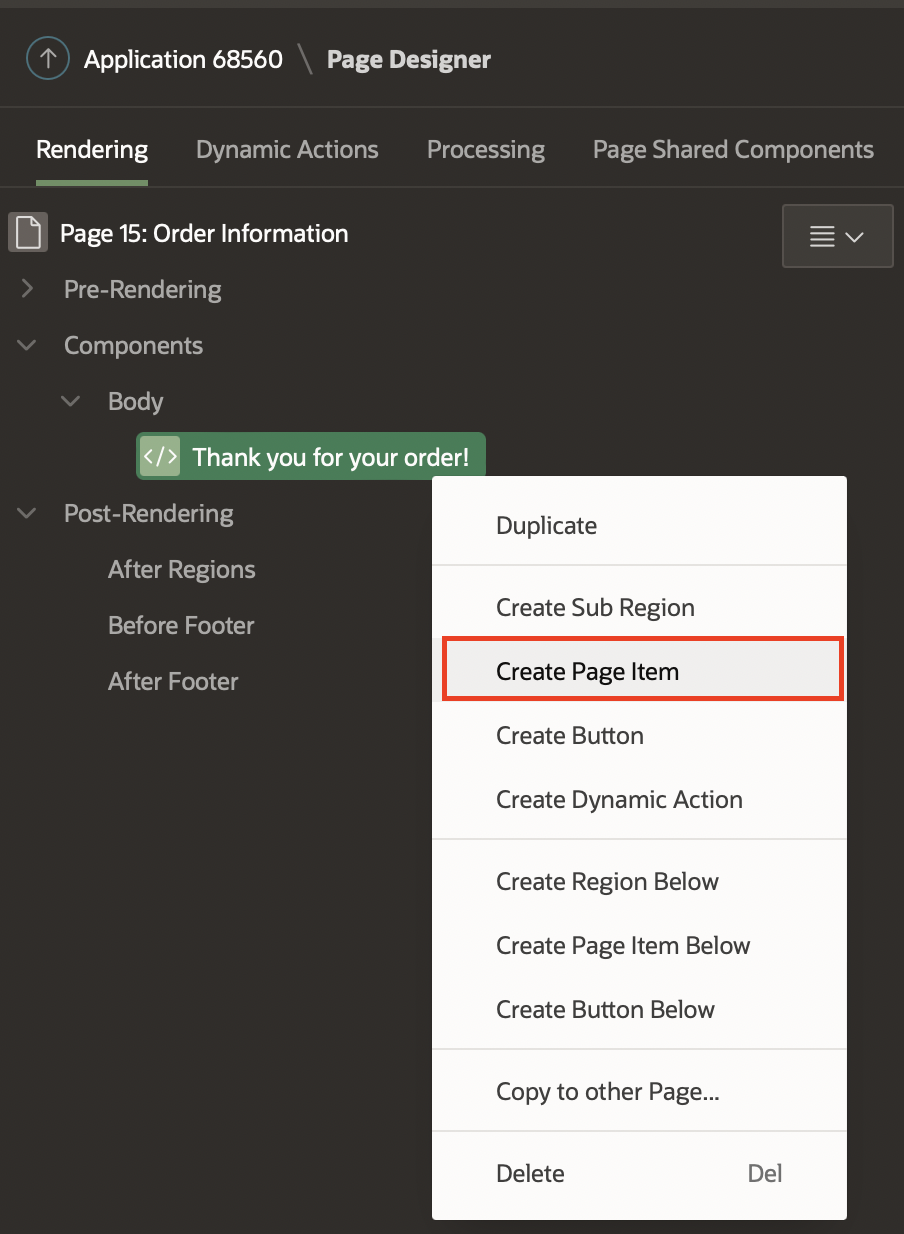 Application 68560 \ Page Designer
Rendering Dynamic Actions Processing Page Shared Components
Page 15: Order Information
Pre-Rendering
Components
Body
</> Thank you for your order!
Post-Rendering
After Regions
Before Footer
After Footer
Duplicate
Create Sub Region
Create Page Item
Create Button
Create Dynamic Action
Create Region Below
Create Page Item Below
Create Button Below
Copy to other Page...
Delete Del